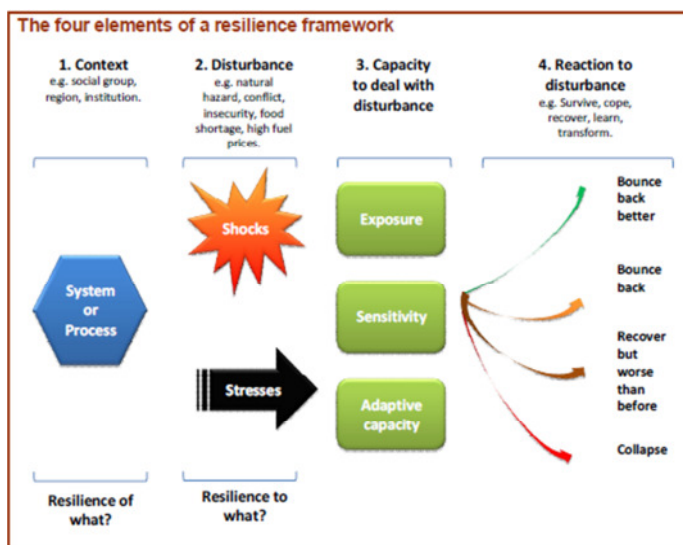 The four elements of a resilience framework
1. Context
e.g. social group,
region, institution.
2. Disturbance
e.g. natural
hazard, conflict,
insecurity, food
shortage, high fuel
prices.
3. Capacity
to deal with
disturbance
4. Reaction to
disturbance
e.g. Survive, cope,
recover, learn,
transform.
System
or
Process
Shocks
Stresses
Exposure
Sensitivity
Adaptive
capacity
Bounce
back
better
Bounce
back
Recover
but
worse
than
before
Collapse
Resilience of
what?
Resilience to
what?